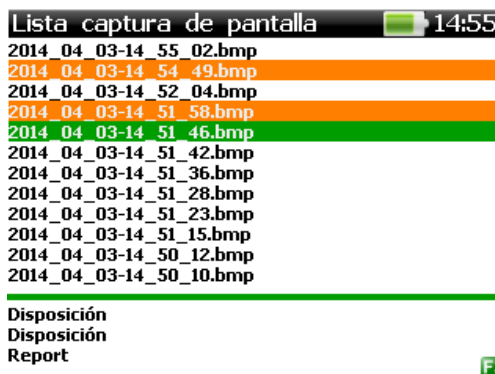 Lista captura de pantalla 14:55
2014_04_03-14_55_02.bmp
2014_04_03-14_54_49.bmp
2014_04_03-14_52_04.bmp
2014_04_03-14_51_58.bmp
2014_04_03-14_51_46.bmp
2014_04_03-14_51_42.bmp
2014_04_03-14_51_36.bmp
2014_04_03-14_51_28.bmp
2014_04_03-14_51_23.bmp
2014_04_03-14_51_15.bmp
2014_04_03-14_50_12.bmp
2014_04_03-14_50_10.bmp
Disposición
Disposición
Report
F